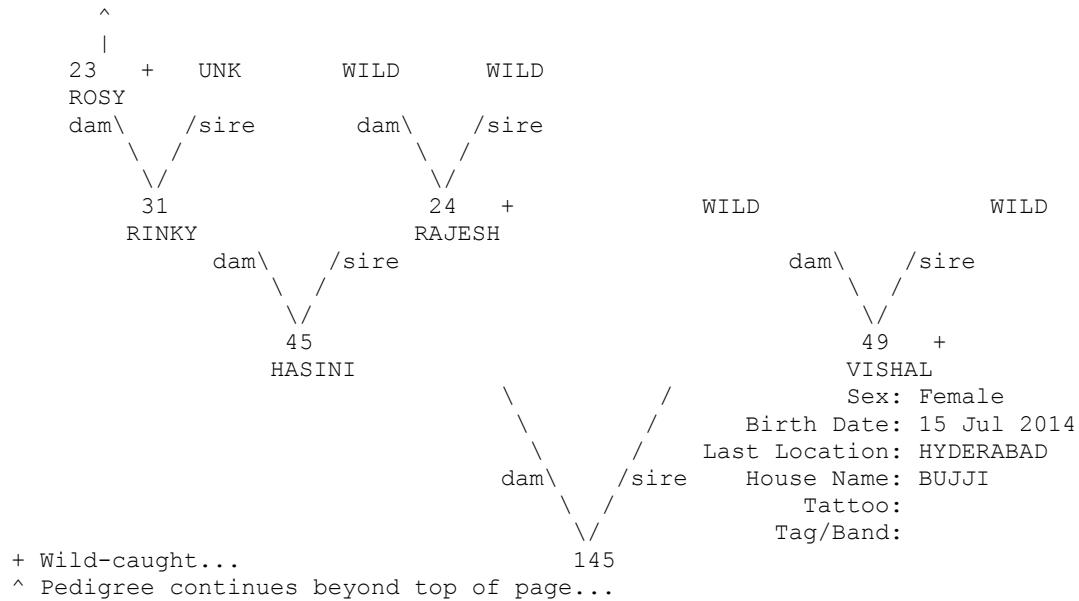 ^
|
23 + UNK WILD WILD
ROSY
dam\ /sire dam\ /sire
\ / \ /
\/ \/
31 24 + WILD WILD
RINKY RAJESH
dam\ /sire dam\ /sire
\ / \ /
\/ \/
45 49 +
HASINI VISHAL
\ / Sex: Female
\ / Birth Date: 15 Jul 2014
\ / Last Location: HYDERABAD
dam\ /sire House Name: BUJJI
\ / Tattoo:
\/ Tag/Band:
+ Wild-caught... 145
^ Pedigree continues beyond top of page...